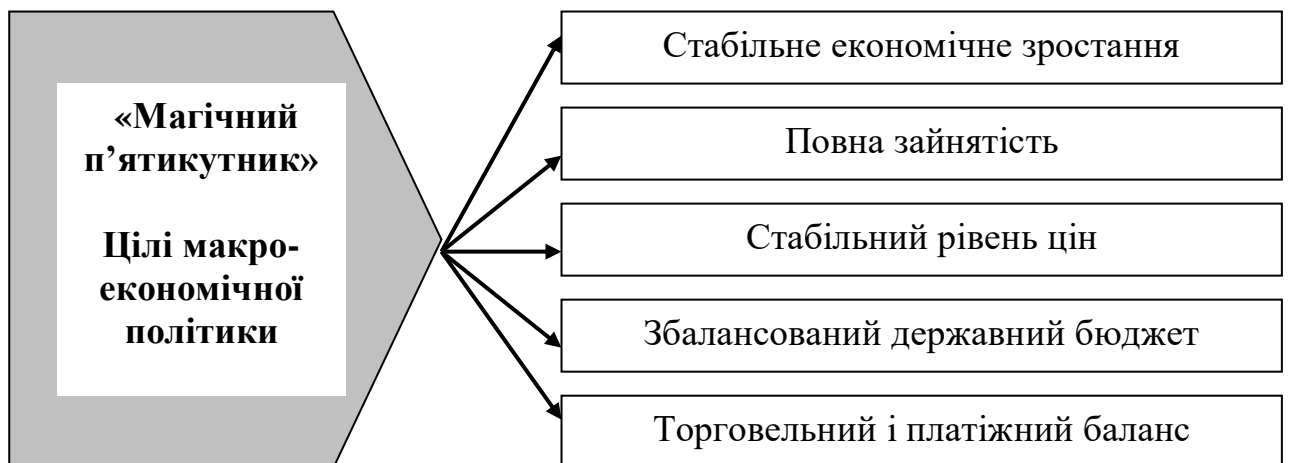 «Магічний
п’ятикутник»
Цілі макро-
економічної
політики
Стабільне економічне зростання
Повна зайнятість
Стабільний рівень цін
Збалансований державний бюджет
Торговельний і платіжний баланс